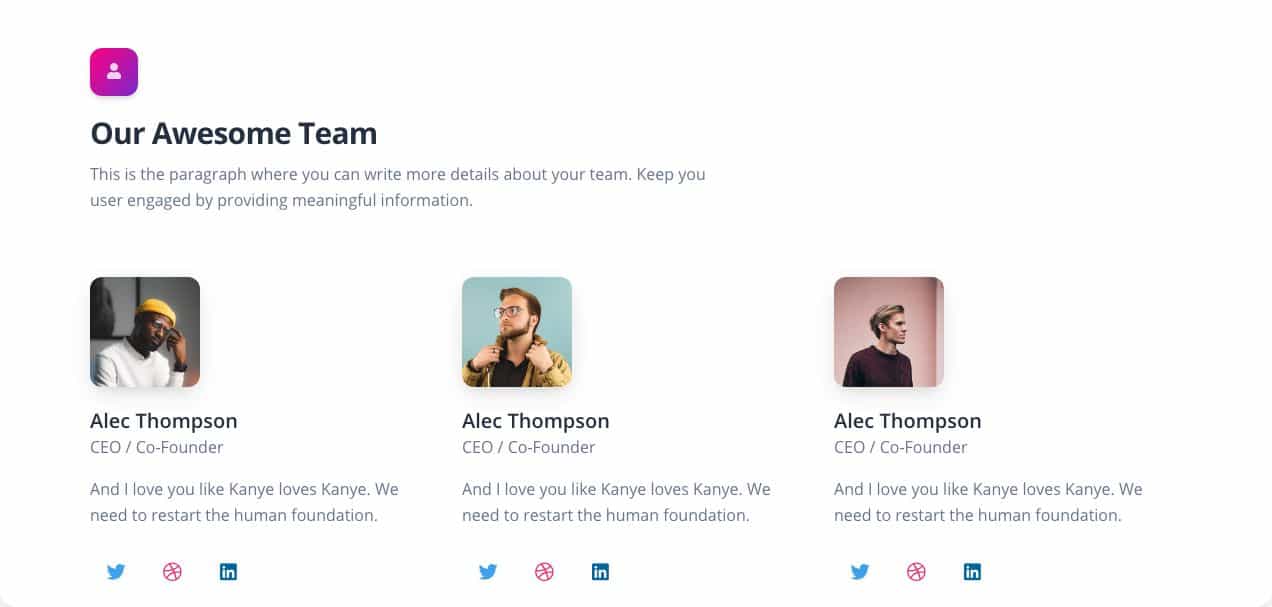 Our Awesome Team
This is the paragraph where you can write more details about your team. Keep you
user engaged by providing meaningful information.
Alec Thompson
CEO / Co-Founder
And I love you like Kanye loves Kanye. We
need to restart the human foundation.
Alec Thompson
CEO / Co-Founder
And I love you like Kanye loves Kanye. We
need to restart the human foundation.
Alec Thompson
CEO / Co-Founder
And I love you like Kanye loves Kanye. We
need to restart the human foundation.